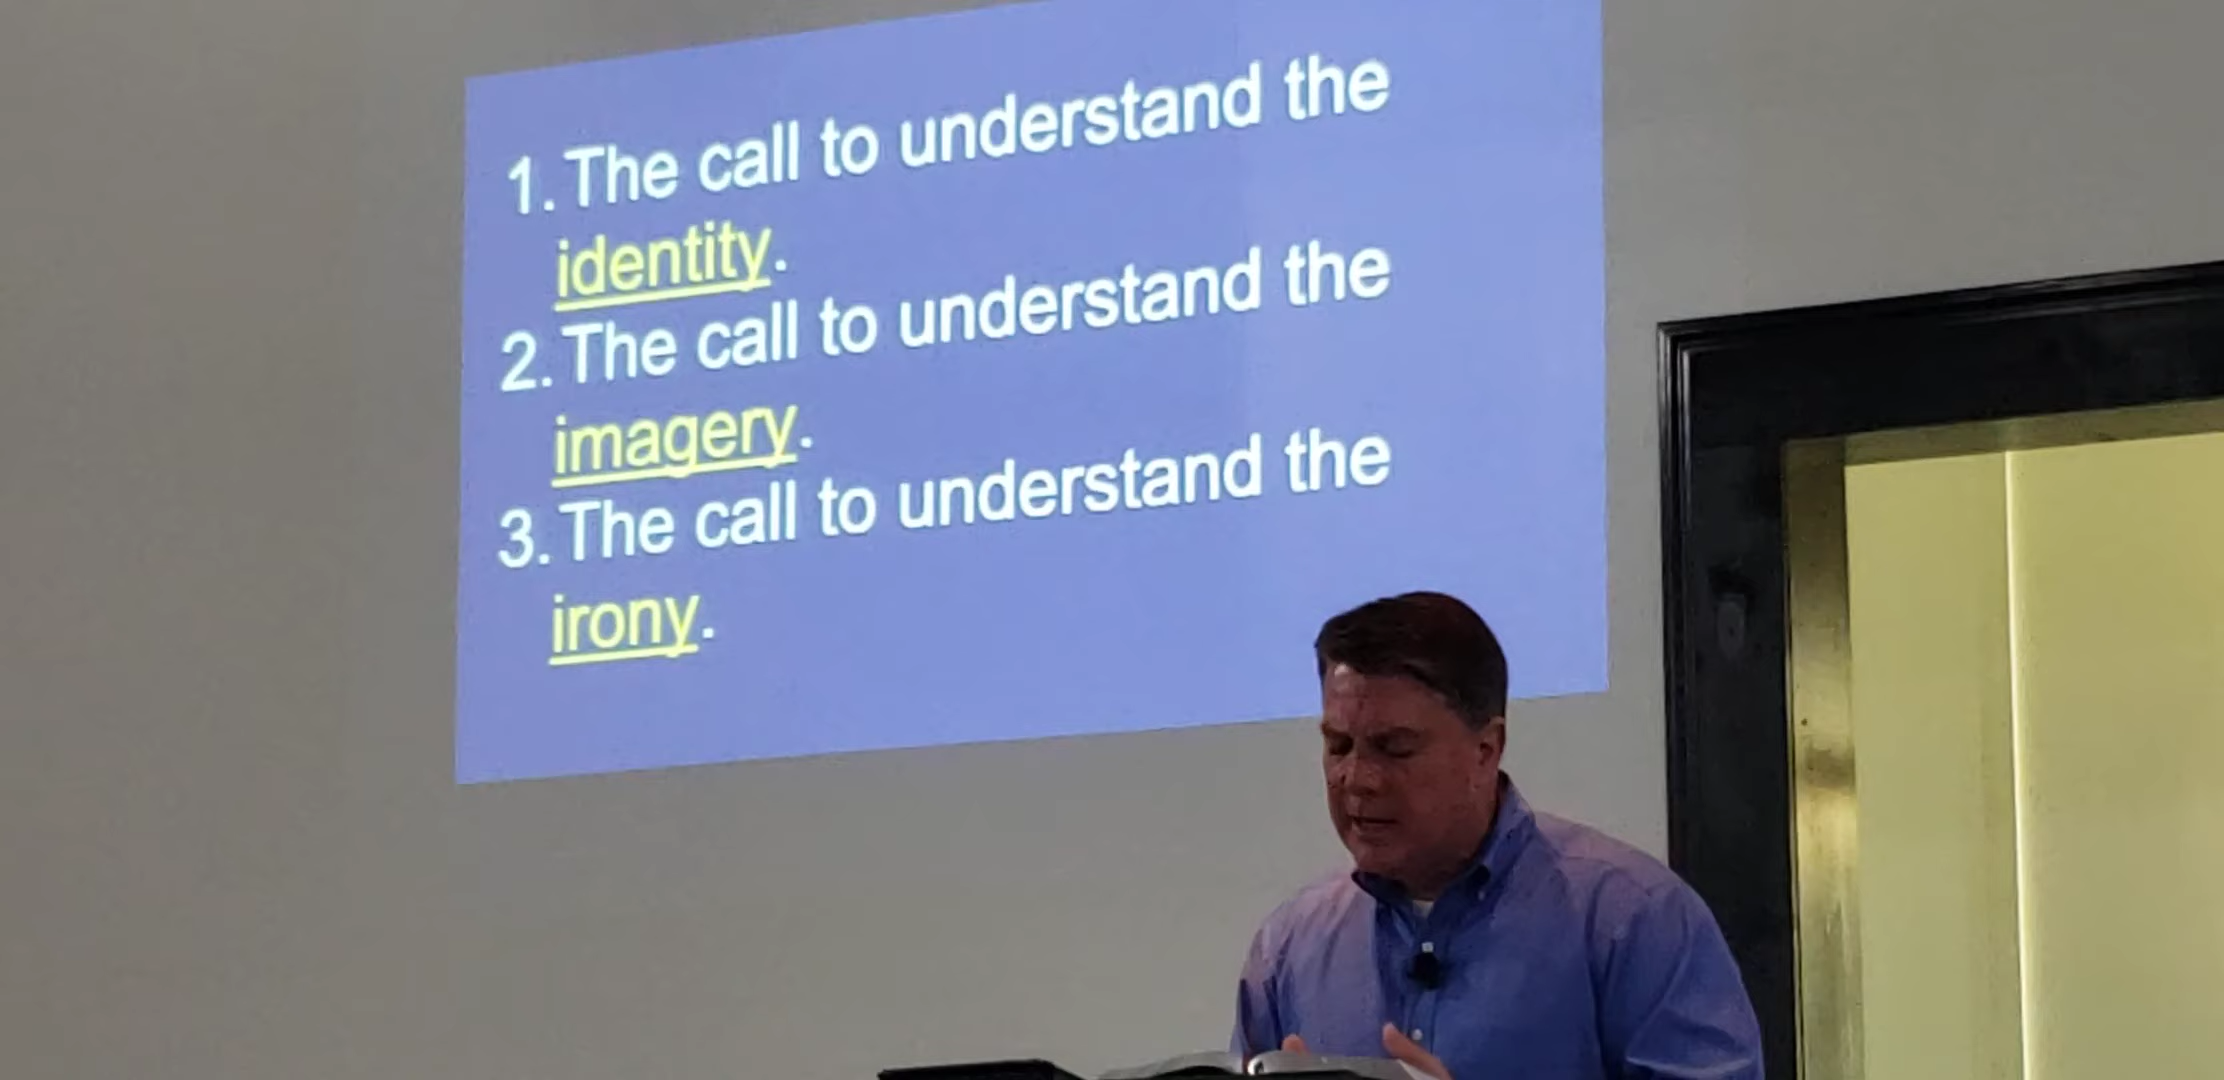 1. The call to understand the
identity.
2. The call to understand the
imagery.
3. The call to understand the
irony.